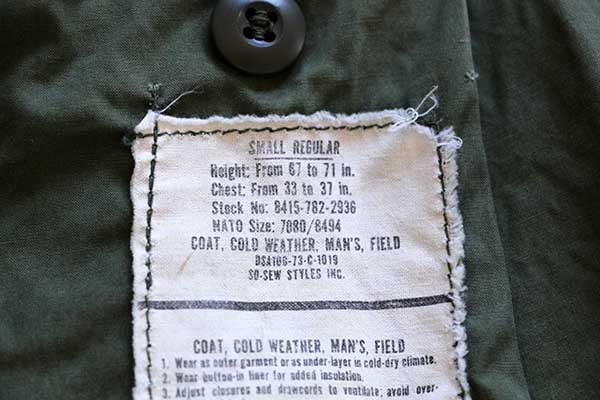 SMALL REGULAR
Height: From 67 to 71 in.
Chest: From 33 to 37 in.
Stock No: 8415-782-2936
NATO Size: 7080/8494
COAT, COLD WEATHER, MAN'S, FIELD
DSA100-73-C-1019
SO-SEW STYLES INC.
COAT, COLD WEATHER, MAN'S, FIELD
1. Wear as outer garment or as under-layer in cold-dry climate.
2. Wear button-in liner for added insulation.
3. Adjust closures and drawcords to ventilate; avoid over-